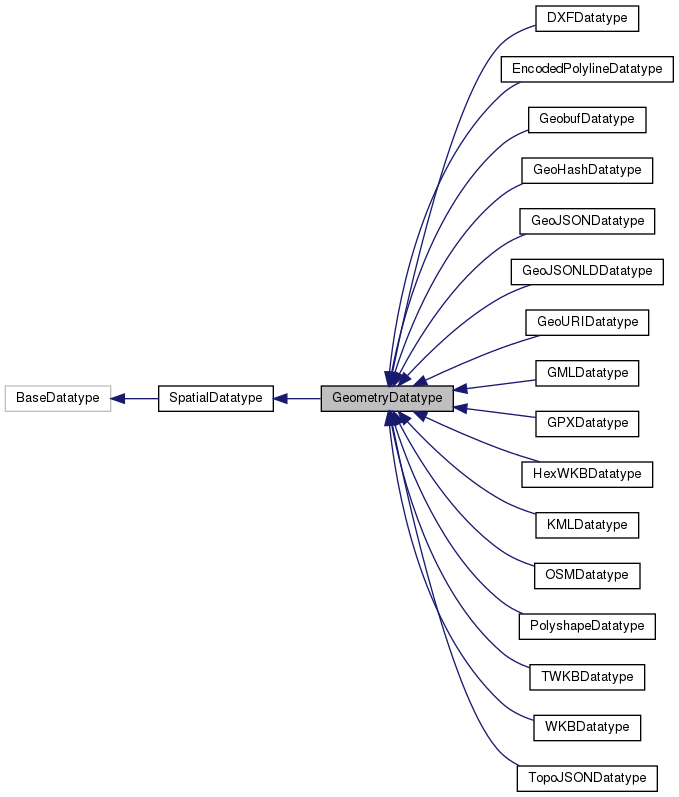 DXFDatatype
EncodedPolylineDatatype
GeobufDatatype
GeoHashDatatype
GeoJSONDatatype
GeoJSONLDDatatype
GeoURIDatatype
GMLDatatype
BaseDatatype
SpatialDatatype
GeometryDatatype
GPXDatatype
HexWKBDatatype
KMLDatatype
OSMDatatype
PolyshapeDatatype
TWKBDatatype
WKBDatatype
TopoJSONDatatype